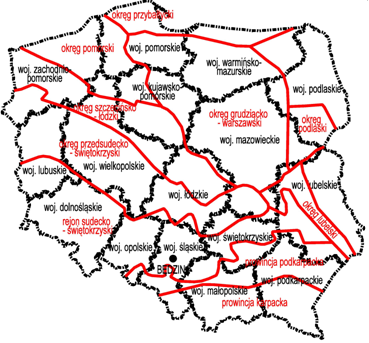 okręg przybałtycki
okręg pomorski
woj. pomorskie
woj. zachodnio-
pomorskie
woj. warmińsko-
mazurskie
woj. kujawsko-
pomorskie
woj. podlaskie
okręg szczecińsko
- łódzki
okręg grudziącko
- warszawski
okręg
podlaski
okręg przedsudecko
- świętokrzyski
woj. mazowieckie
woj. lubuskie
woj. wielkopolskie
woj. łódzkie
woj. lubelskie
woj. dolnośląskie
okręg lubelski
rejon sudecko
- świętokrzyski
woj. opolskie
woj. śląskie
woj. świętokrzyskie
BĘDZIN
prowincja podkarpacka
woj. małopolskie
woj. podkarpackie
prowincja karpacka